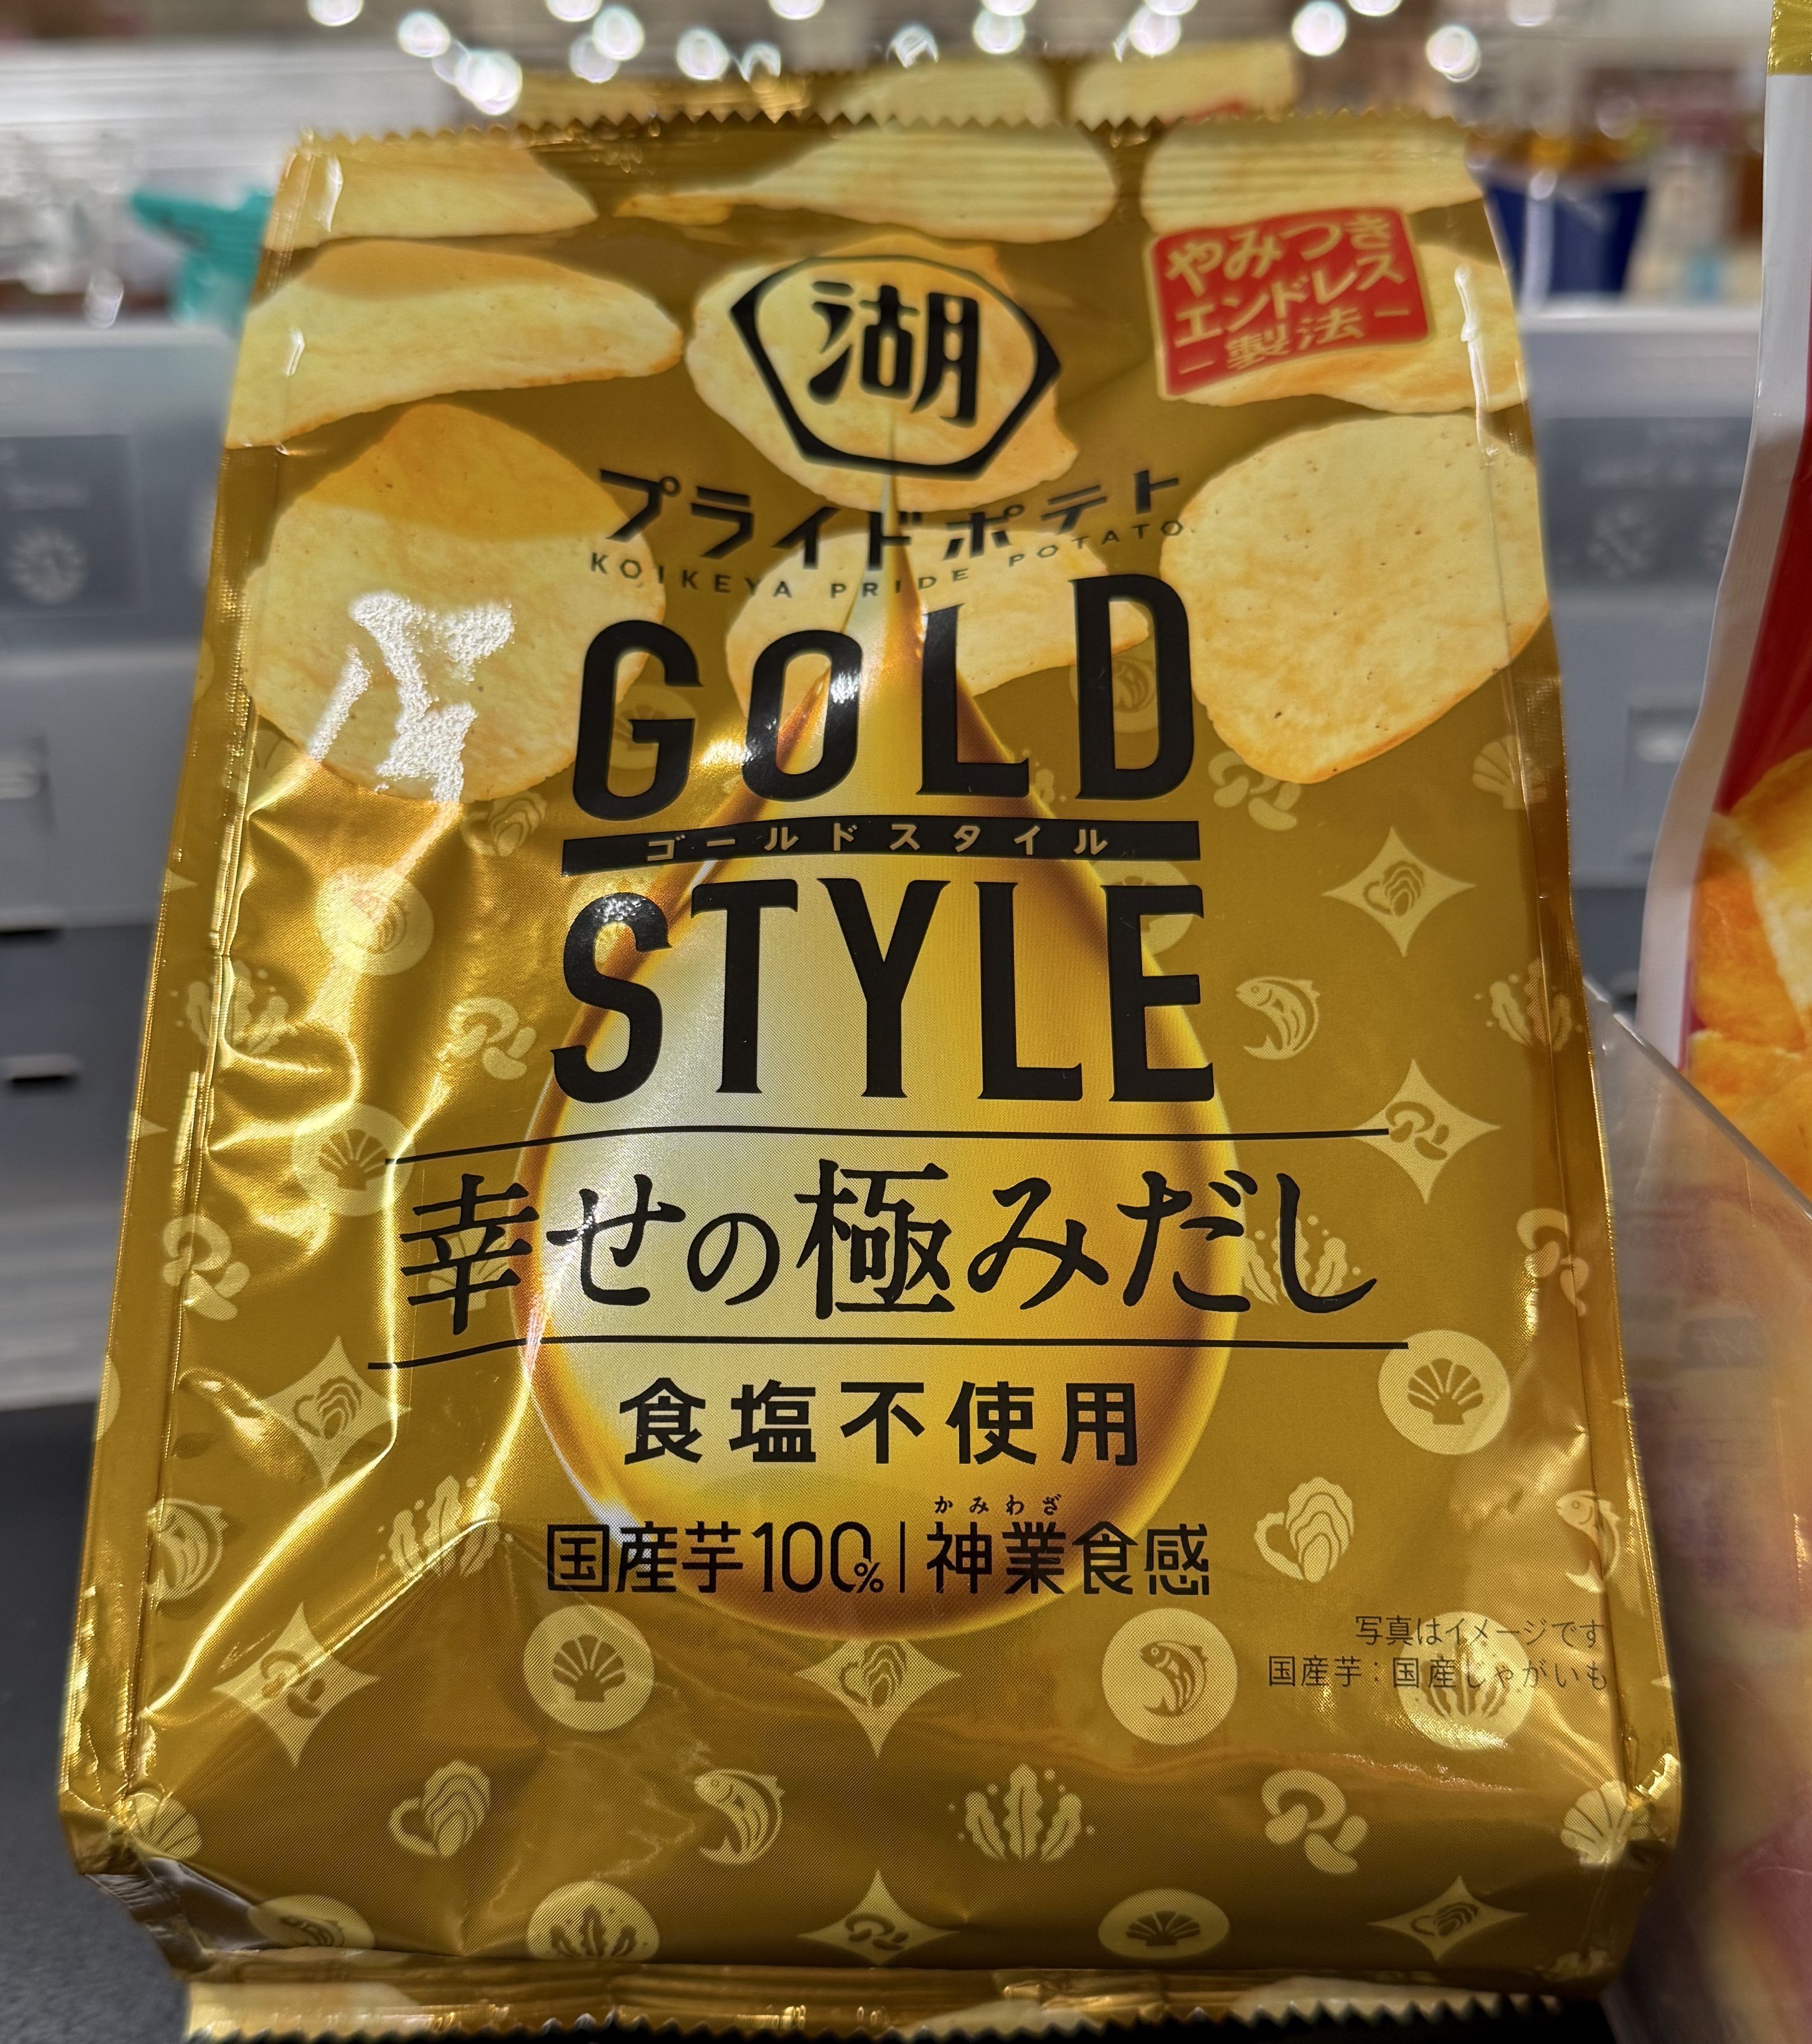 湖
やみつき
エンドレス
製法
プライドポテト
KOIKEYA PRIDE POTATO
GOLD
ゴールドスタイル
STYLE
幸せの極みだし
食塩不使用
かみわざ
国産芋100%|神業食感
写真はイメージです
国産芋:国産じゃがいも